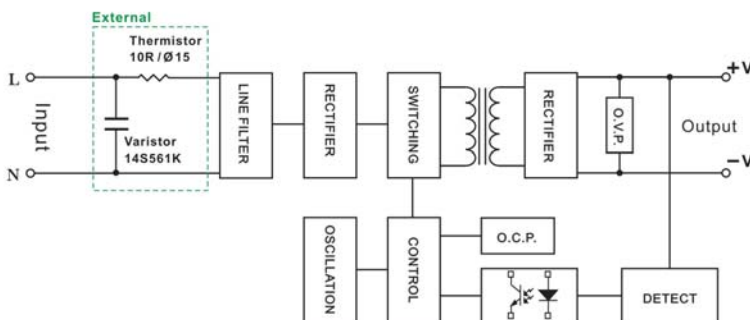 External
Thermistor
10R/Ø15
L
LINE FILTER
RECTIFIER
SWITCHING
RECTIFIER
+V
Input
Varistor
14S561K
O.V.P.
Output
N
-V
OSCILLATION
CONTROL
O.C.P.
DETECT